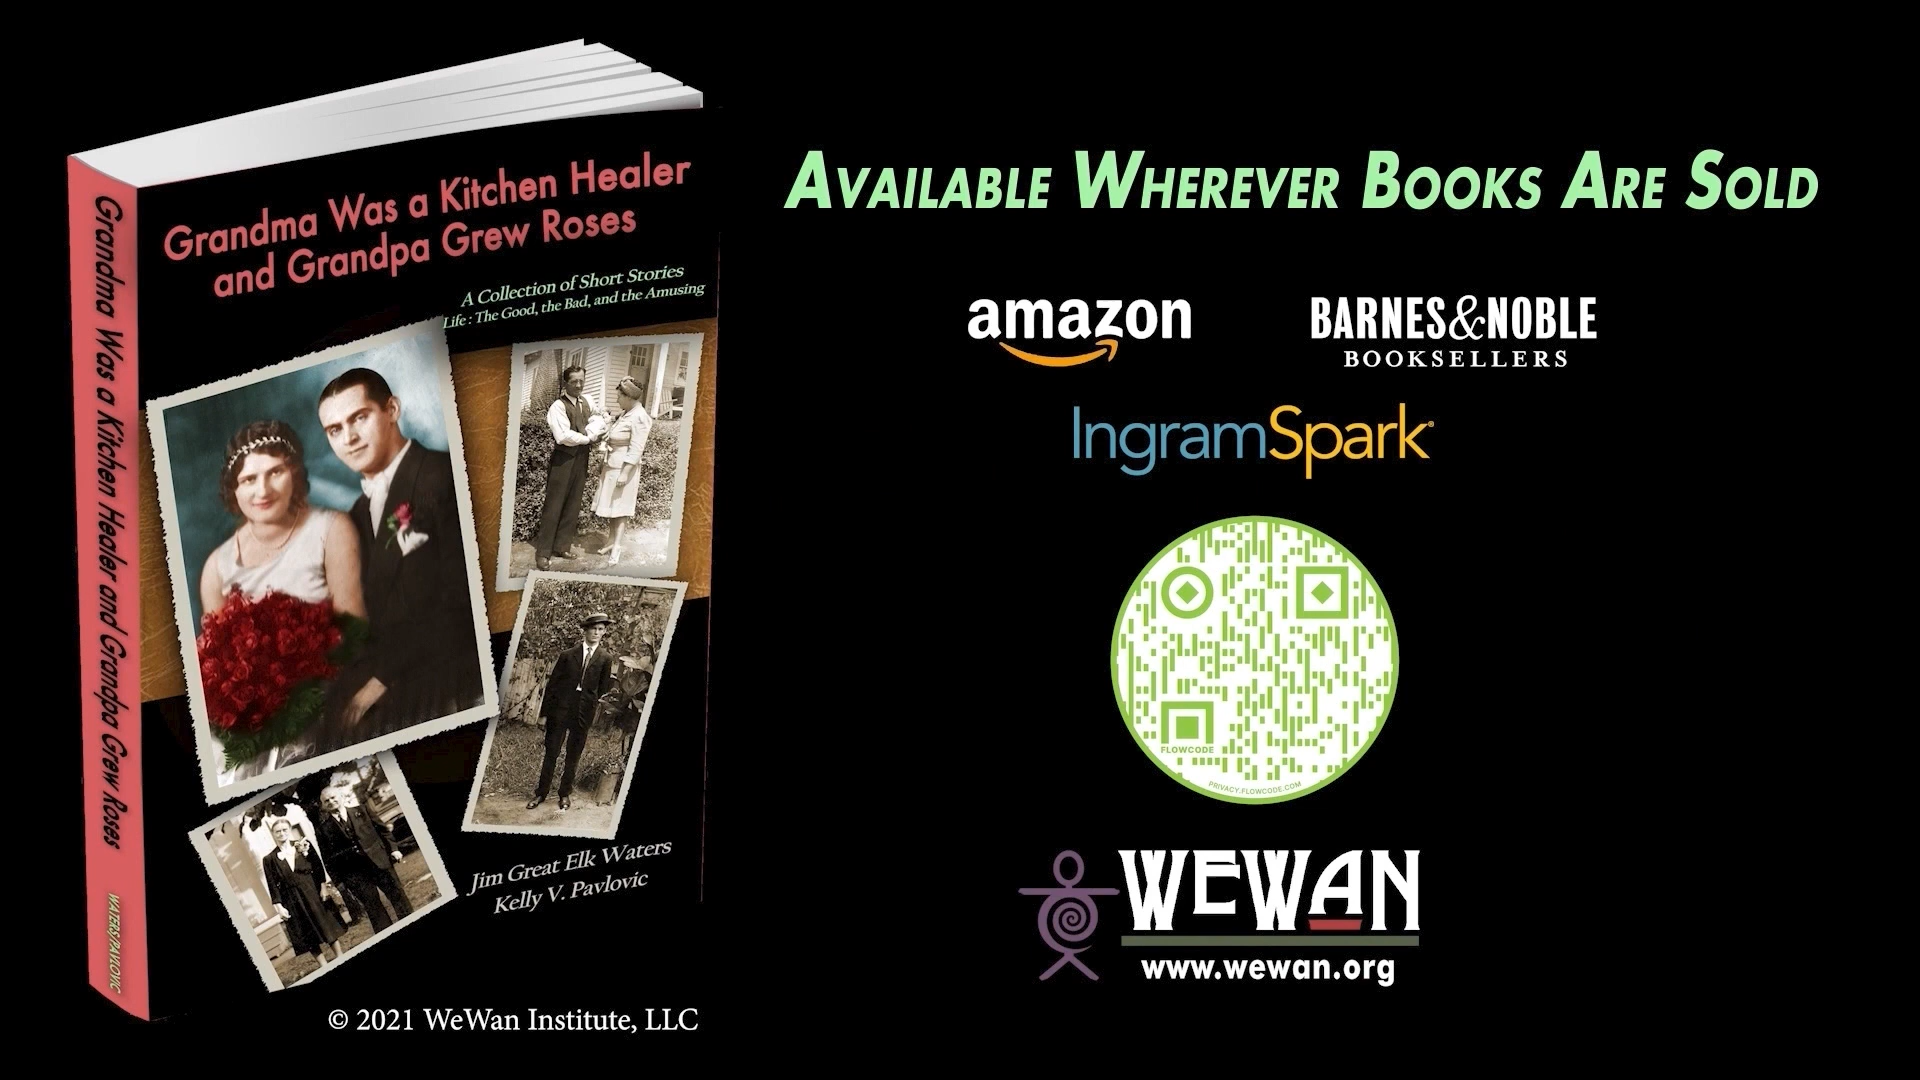 Grandma Was a Kitchen Healer
and Grandpa Grew Roses
A Collection of Short Stories
Life : The Good, the Bad, and the Amusing
Jim Great Elk Waters
Kelly V. Pavlovic
Grandma Was a Kitchen Healer and Grandpa Grew Roses
WATERS/PAVLOVIC
© 2021 WeWan Institute, LLC
AVAILABLE WHEREVER BOOKS ARE SOLD
amazon
BARNES&NOBLE
BOOKSELLERS
IngramSpark®
FLOWCODE
PRIVACY.FLOWCODE.COM
WEWAN
www.wewan.org